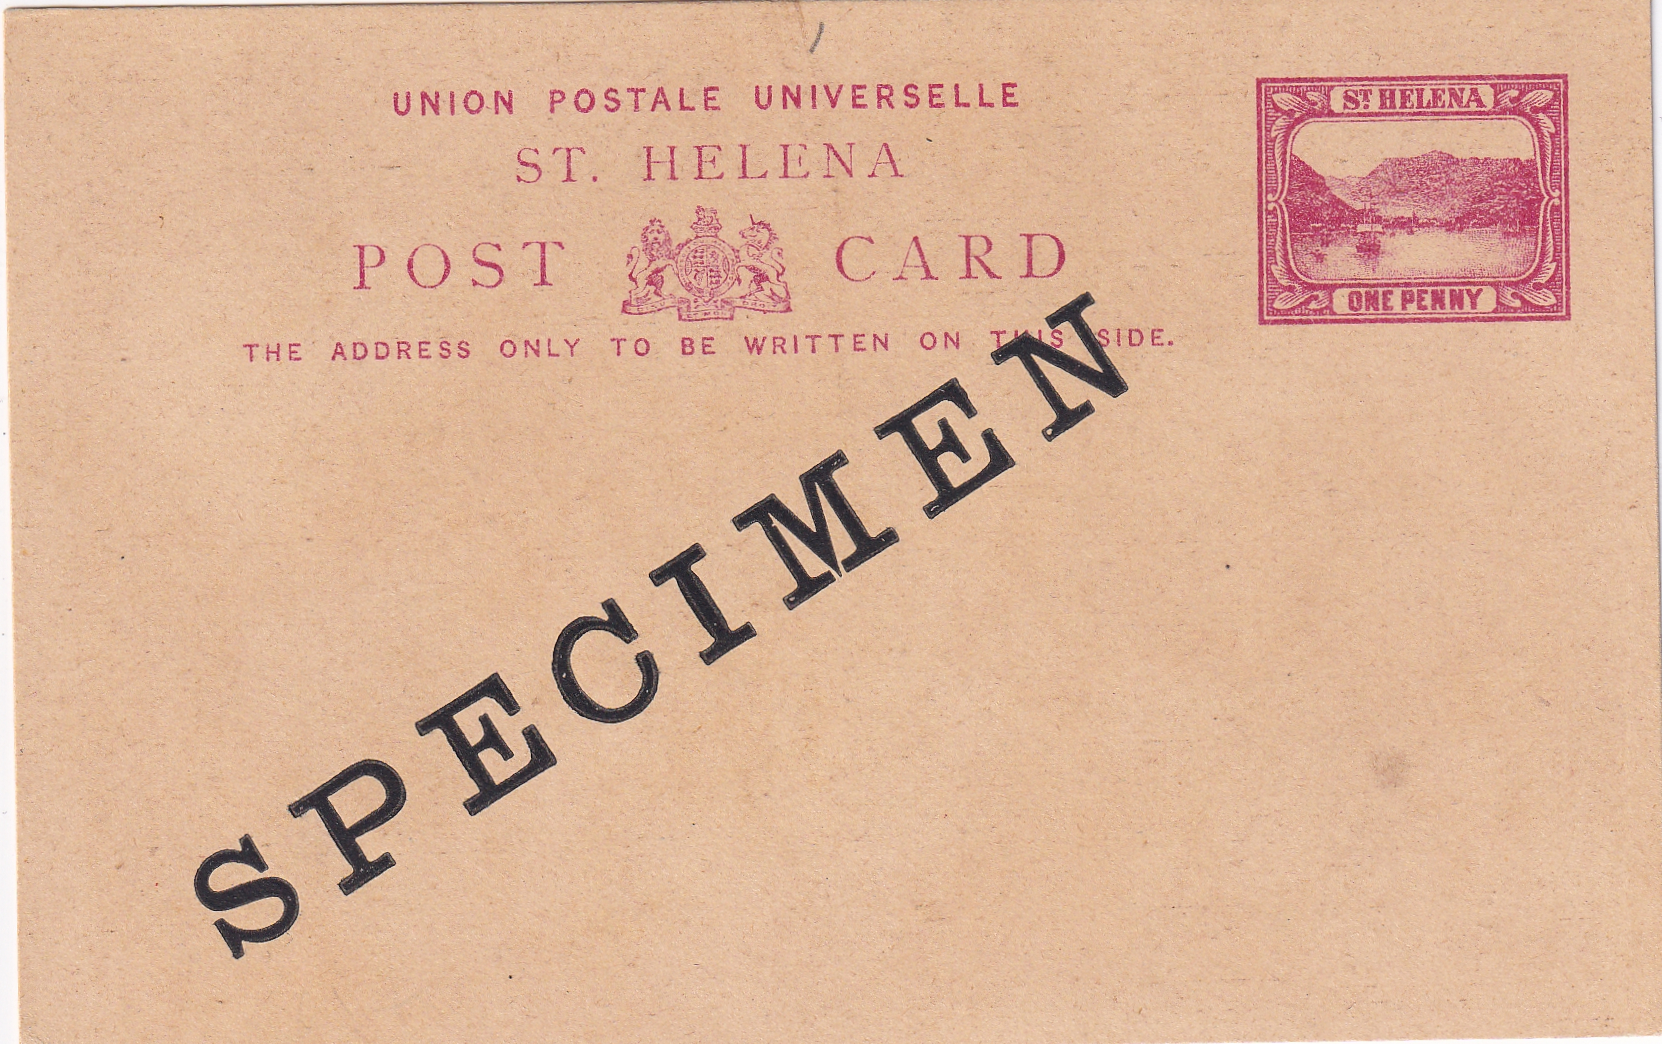 UNION POSTALE UNIVERSELLE
ST. HELENA
POST CARD
THE ADDRESS ONLY TO BE WRITTEN ON THIS SIDE.
ST HELENA
ONE PENNY
SPECIMEN